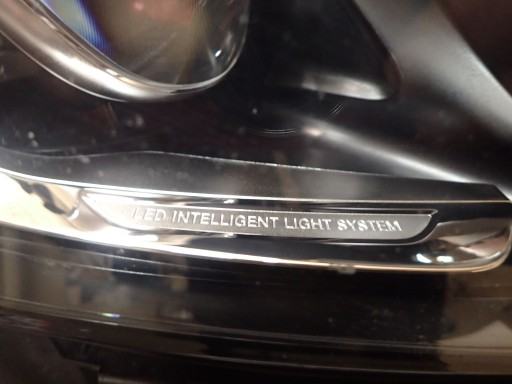 LED INTELLIGENT LIGHT SYSTEM